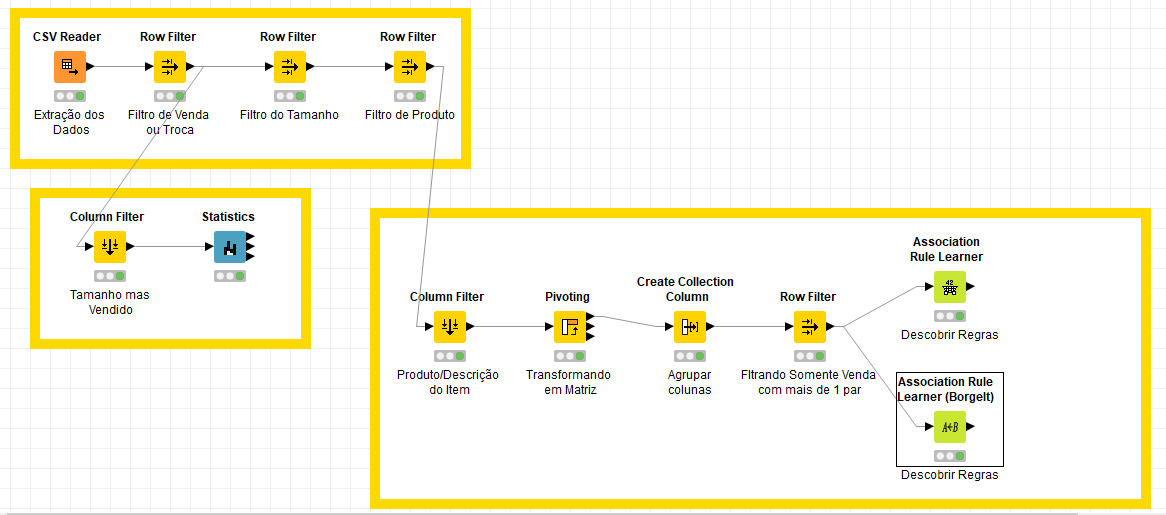 CSV Reader
Row Filter
Row Filter
Row Filter
Extração dos
Dados
Filtro de Venda
ou Troca
Filtro do Tamanho
Filtro de Produto
Column Filter
Statistics
Tamanho mas
Vendido
Column Filter
Pivoting
Create Collection
Column
Row Filter
Association
Rule Learner
Produto/Descrição
do Item
Transformando
em Matriz
Agrupar
colunas
FItrando Somente Venda
com mais de 1 par
Descobrir Regras
Association Rule
Learner (Borgelt)
A+B
Descobrir Regras